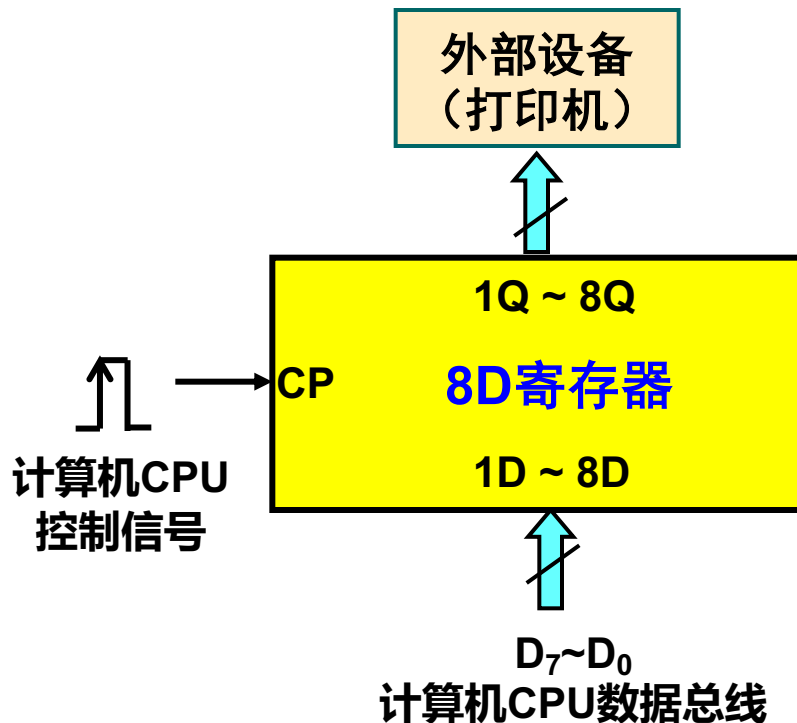 外部设备
（打印机）
1Q ~ 8Q
CP
8D寄存器
计算机CPU
控制信号
1D ~ 8D
D₇~D₀
计算机CPU数据总线